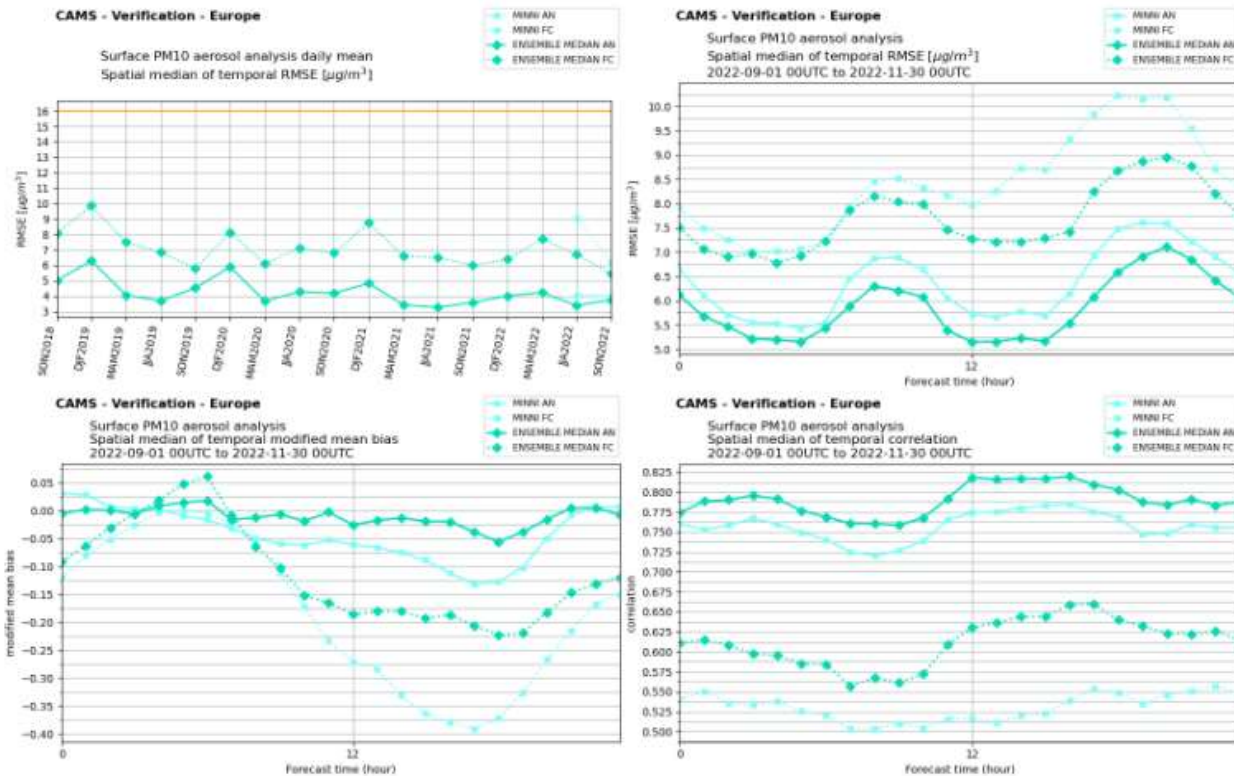 CAMS - Verification - Europe
MINNI AN
MINNI FC
ENSEMBLE MEDIAN AN
ENSEMBLE MEDIAN FC
Surface PM10 aerosol analysis daily mean
Spatial median of temporal RMSE [µg/m³]
RMSE [µg/m³]
16
15
14
13
12
11
10
9
8
7
6
5
4
3
SON2018
DJF2019
MAM2019
JJA2019
SON2019
DJF2020
MAM2020
JJA2020
SON2020
DJF2021
MAM2021
JJA2021
SON2021
DJF2022
MAM2022
JJA2022
SON2022
CAMS - Verification - Europe
MINNI AN
MINNI FC
ENSEMBLE MEDIAN AN
ENSEMBLE MEDIAN FC
Surface PM10 aerosol analysis
Spatial median of temporal RMSE [µg/m³]
2022-09-01 00UTC to 2022-11-30 00UTC
RMSE [µg/m³]
10.0
9.5
9.0
8.5
8.0
7.5
7.0
6.5
6.0
5.5
5.0
0
12
Forecast time (hour)
CAMS - Verification - Europe
MINNI AN
MINNI FC
ENSEMBLE MEDIAN AN
ENSEMBLE MEDIAN FC
Surface PM10 aerosol analysis
Spatial median of temporal modified mean bias
2022-09-01 00UTC to 2022-11-30 00UTC
modified mean bias
0.05
0.00
−0.05
−0.10
−0.15
−0.20
−0.25
−0.30
−0.35
−0.40
0
12
Forecast time (hour)
CAMS - Verification - Europe
MINNI AN
MINNI FC
ENSEMBLE MEDIAN AN
ENSEMBLE MEDIAN FC
Surface PM10 aerosol analysis
Spatial median of temporal correlation
2022-09-01 00UTC to 2022-11-30 00UTC
correlation
0.825
0.800
0.775
0.750
0.725
0.700
0.675
0.650
0.625
0.600
0.575
0.550
0.525
0.500
0
12
Forecast time (hour)